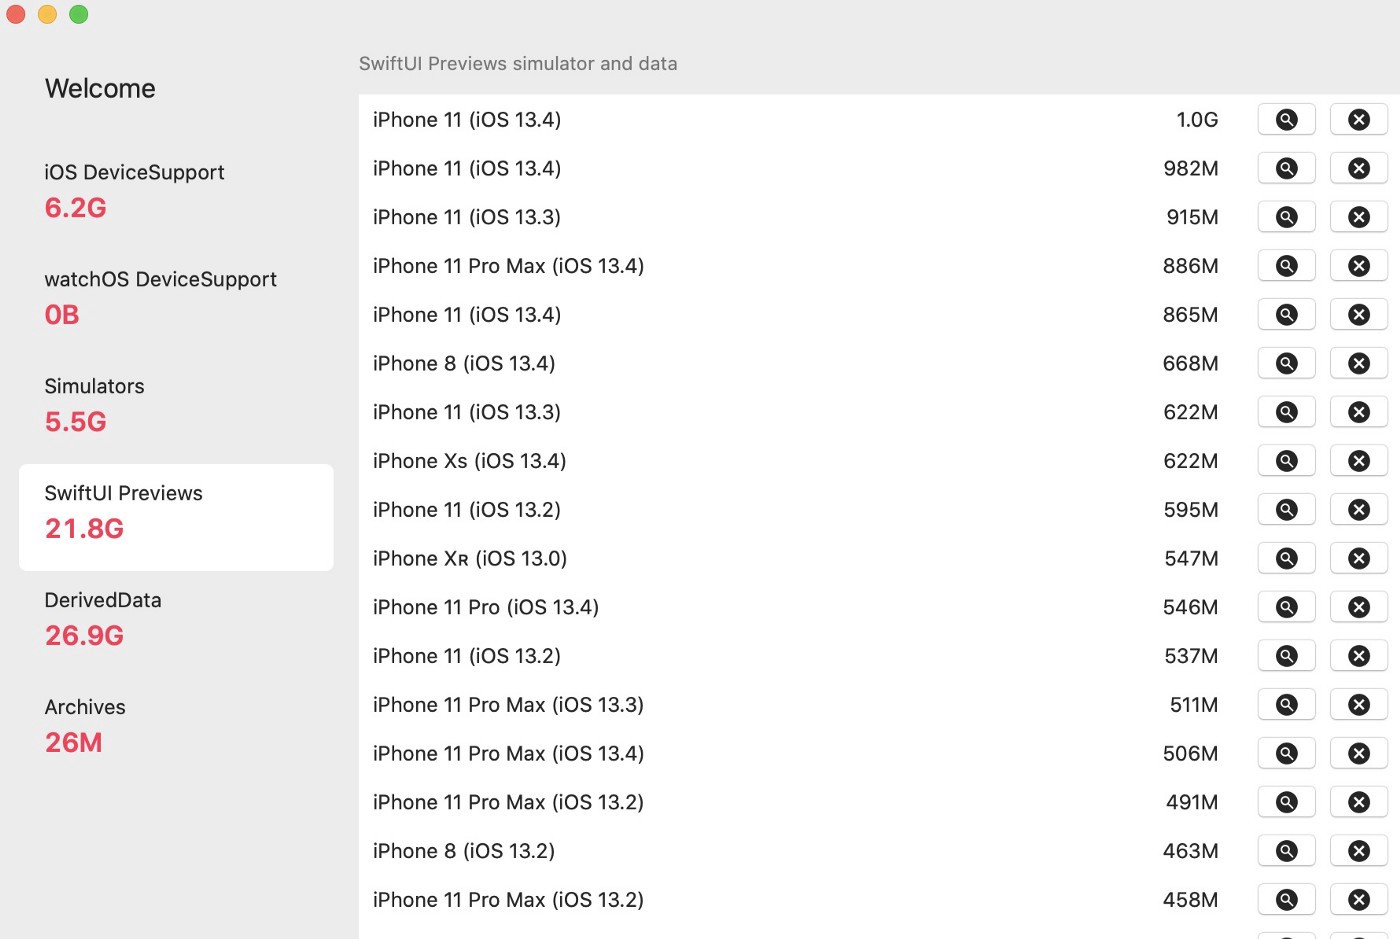 Welcome
iOS DeviceSupport
6.2G
watchOS DeviceSupport
0B
Simulators
5.5G
SwiftUI Previews
21.8G
DerivedData
26.9G
Archives
26M
SwiftUI Previews simulator and data
iPhone 11 (iOS 13.4) 1.0G
iPhone 11 (iOS 13.4) 982M
iPhone 11 (iOS 13.3) 915M
iPhone 11 Pro Max (iOS 13.4) 886M
iPhone 11 (iOS 13.4) 865M
iPhone 8 (iOS 13.4) 668M
iPhone 11 (iOS 13.3) 622M
iPhone Xs (iOS 13.4) 622M
iPhone 11 (iOS 13.2) 595M
iPhone Xʀ (iOS 13.0) 547M
iPhone 11 Pro (iOS 13.4) 546M
iPhone 11 (iOS 13.2) 537M
iPhone 11 Pro Max (iOS 13.3) 511M
iPhone 11 Pro Max (iOS 13.4) 506M
iPhone 11 Pro Max (iOS 13.2) 491M
iPhone 8 (iOS 13.2) 463M
iPhone 11 Pro Max (iOS 13.2) 458M